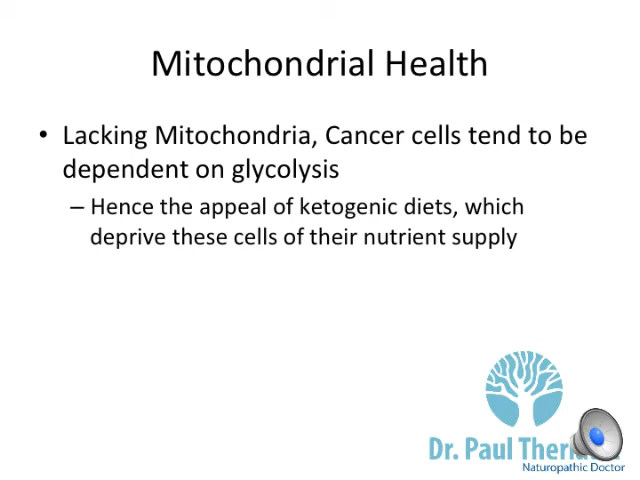 Mitochondrial Health
• Lacking Mitochondria, Cancer cells tend to be
dependent on glycolysis
– Hence the appeal of ketogenic diets, which
deprive these cells of their nutrient supply
Dr. Paul
Naturopathic Doctor